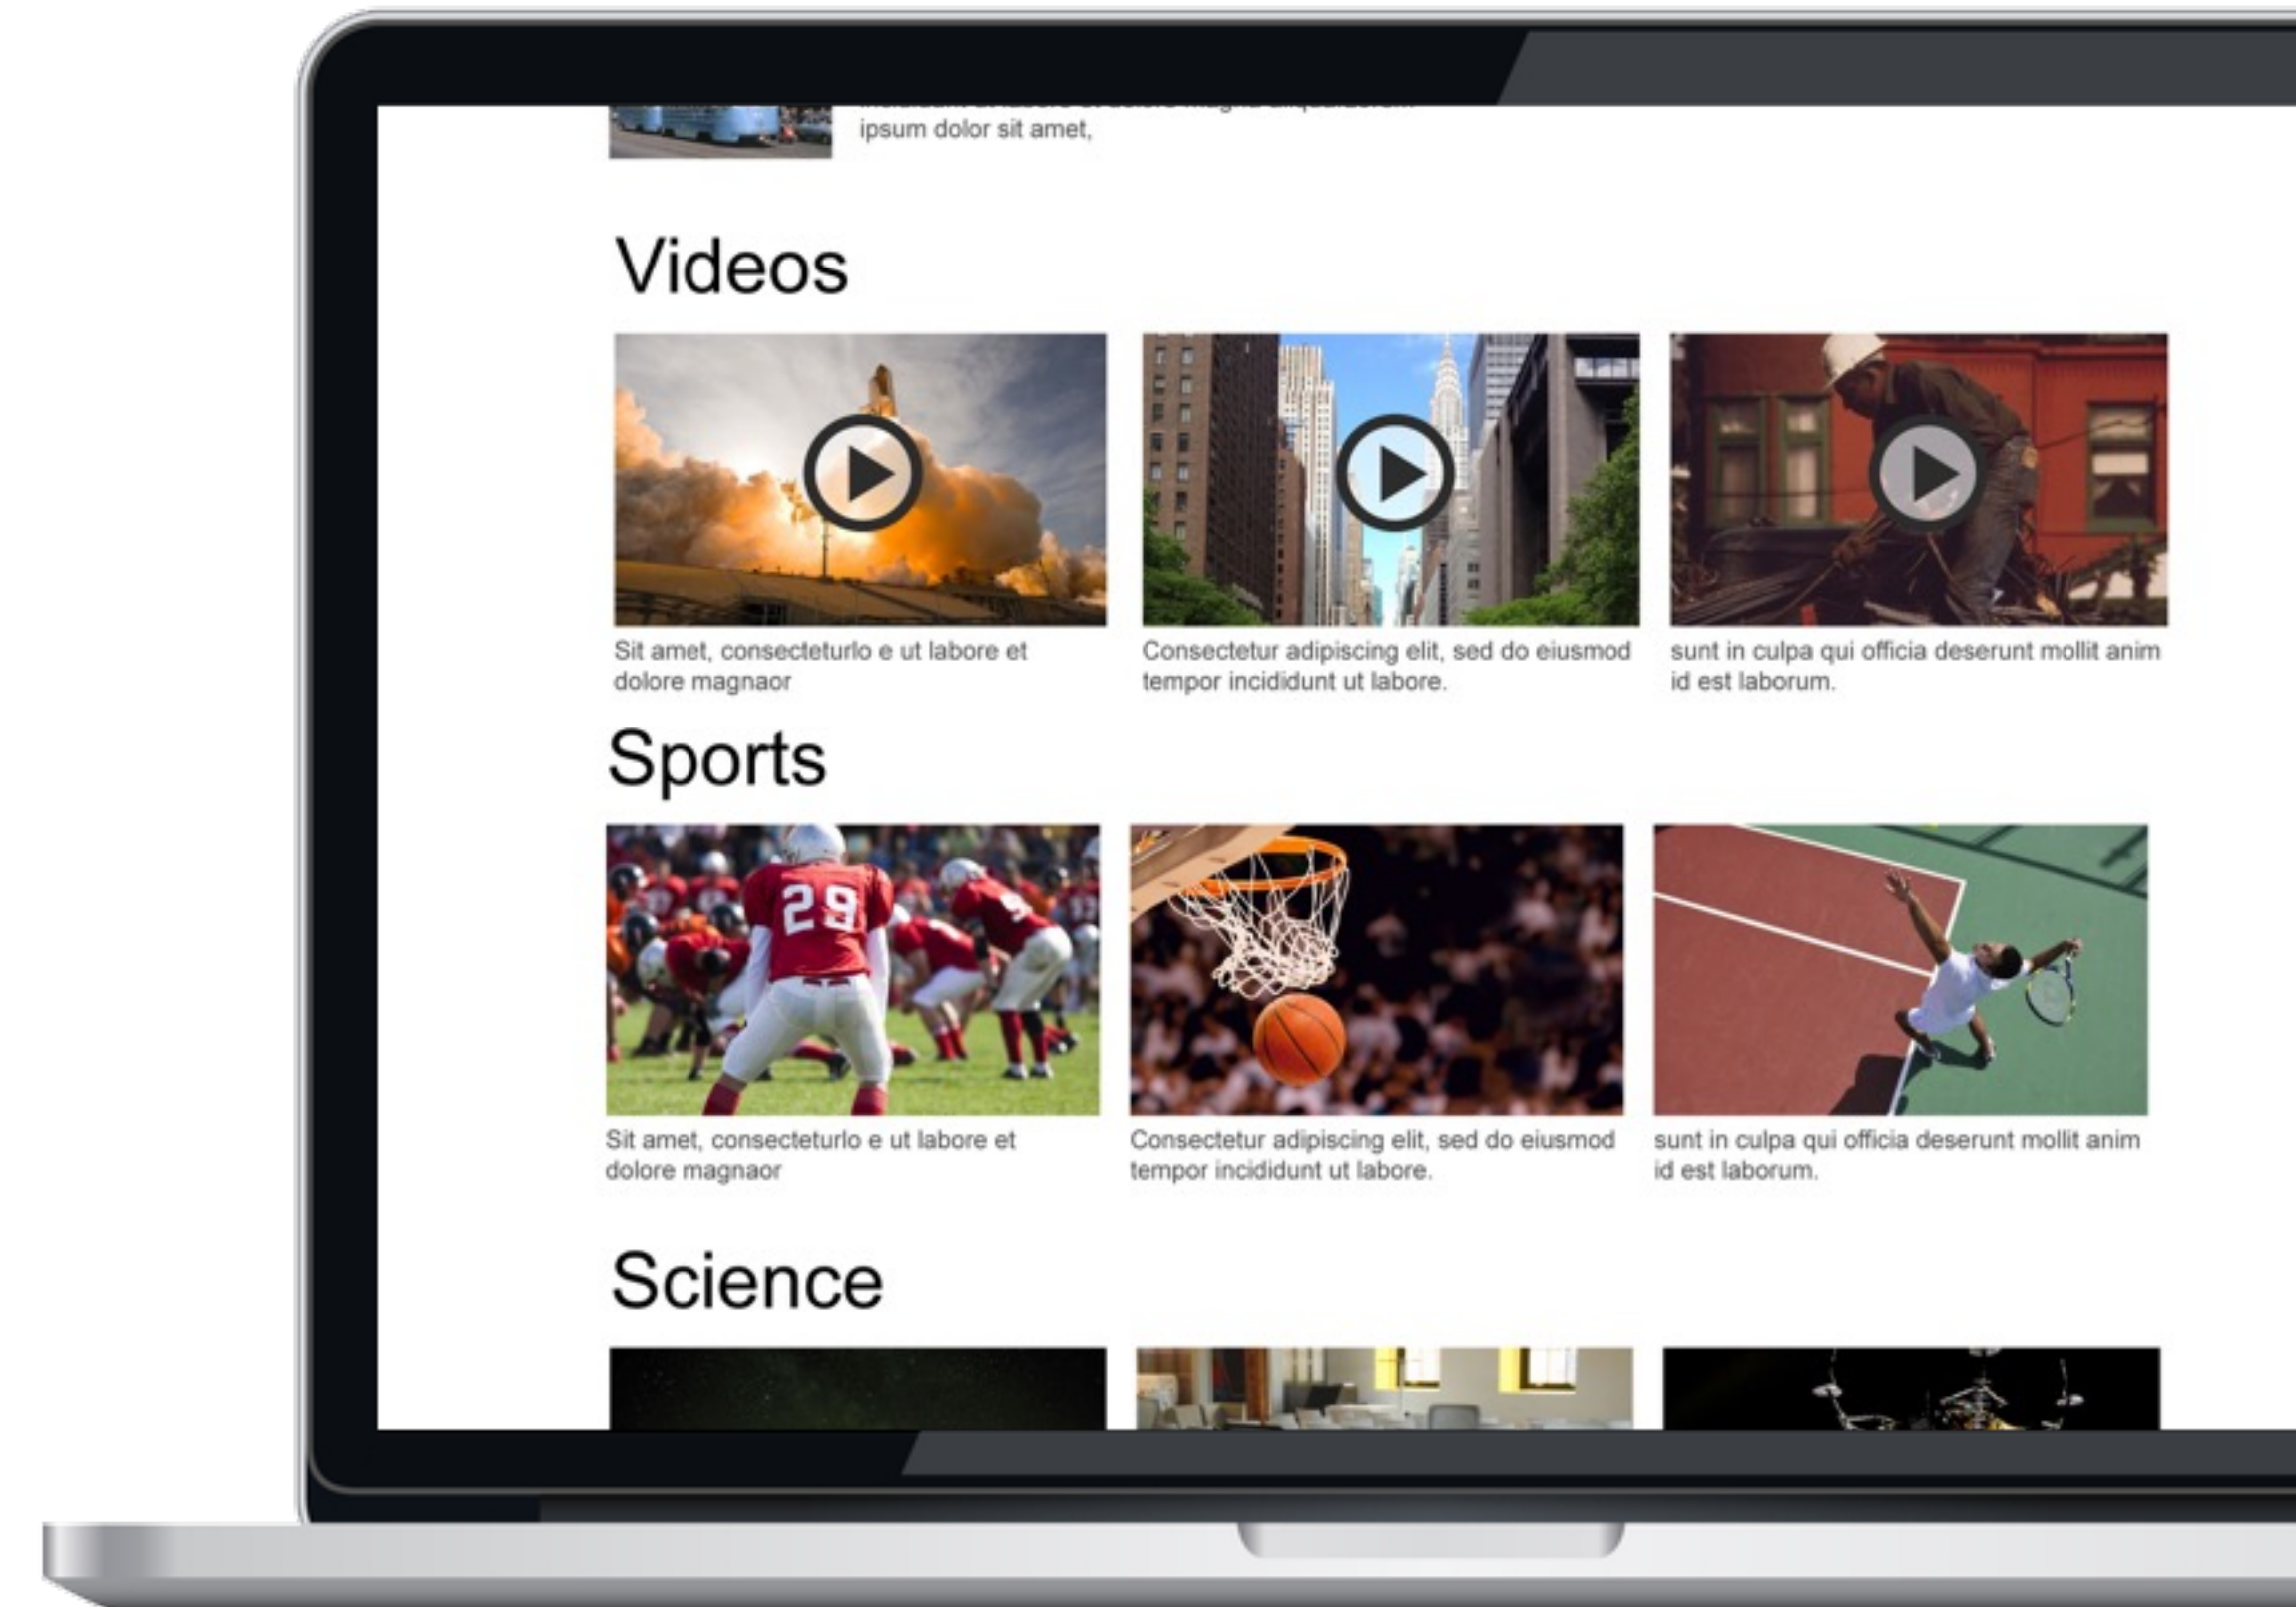 ipsum dolor sit amet,
Videos
Sit amet, consecteturlo e ut labore et
dolore magnaor
Consectetur adipiscing elit, sed do eiusmod
tempor incididunt ut labore.
sunt in culpa qui officia deserunt mollit anim
id est laborum.
Sports
29
Sit amet, consecteturlo e ut labore et
dolore magnaor
Consectetur adipiscing elit, sed do eiusmod
tempor incididunt ut labore.
sunt in culpa qui officia deserunt mollit anim
id est laborum.
Science